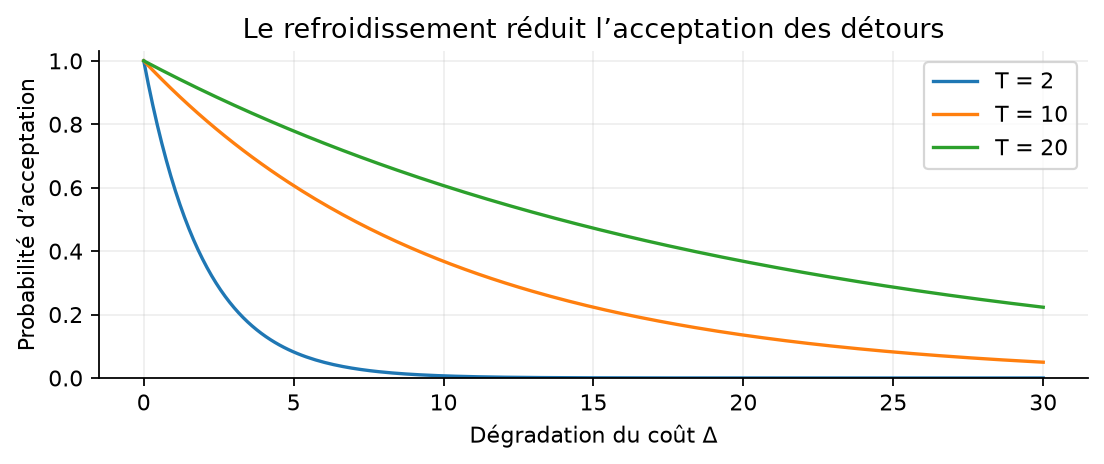 Le refroidissement réduit l’acceptation des détours
Probabilité d’acceptation
1.0
0.8
0.6
0.4
0.2
0.0
T = 2
T = 10
T = 20
0 5 10 15 20 25 30
Dégradation du coût Δ